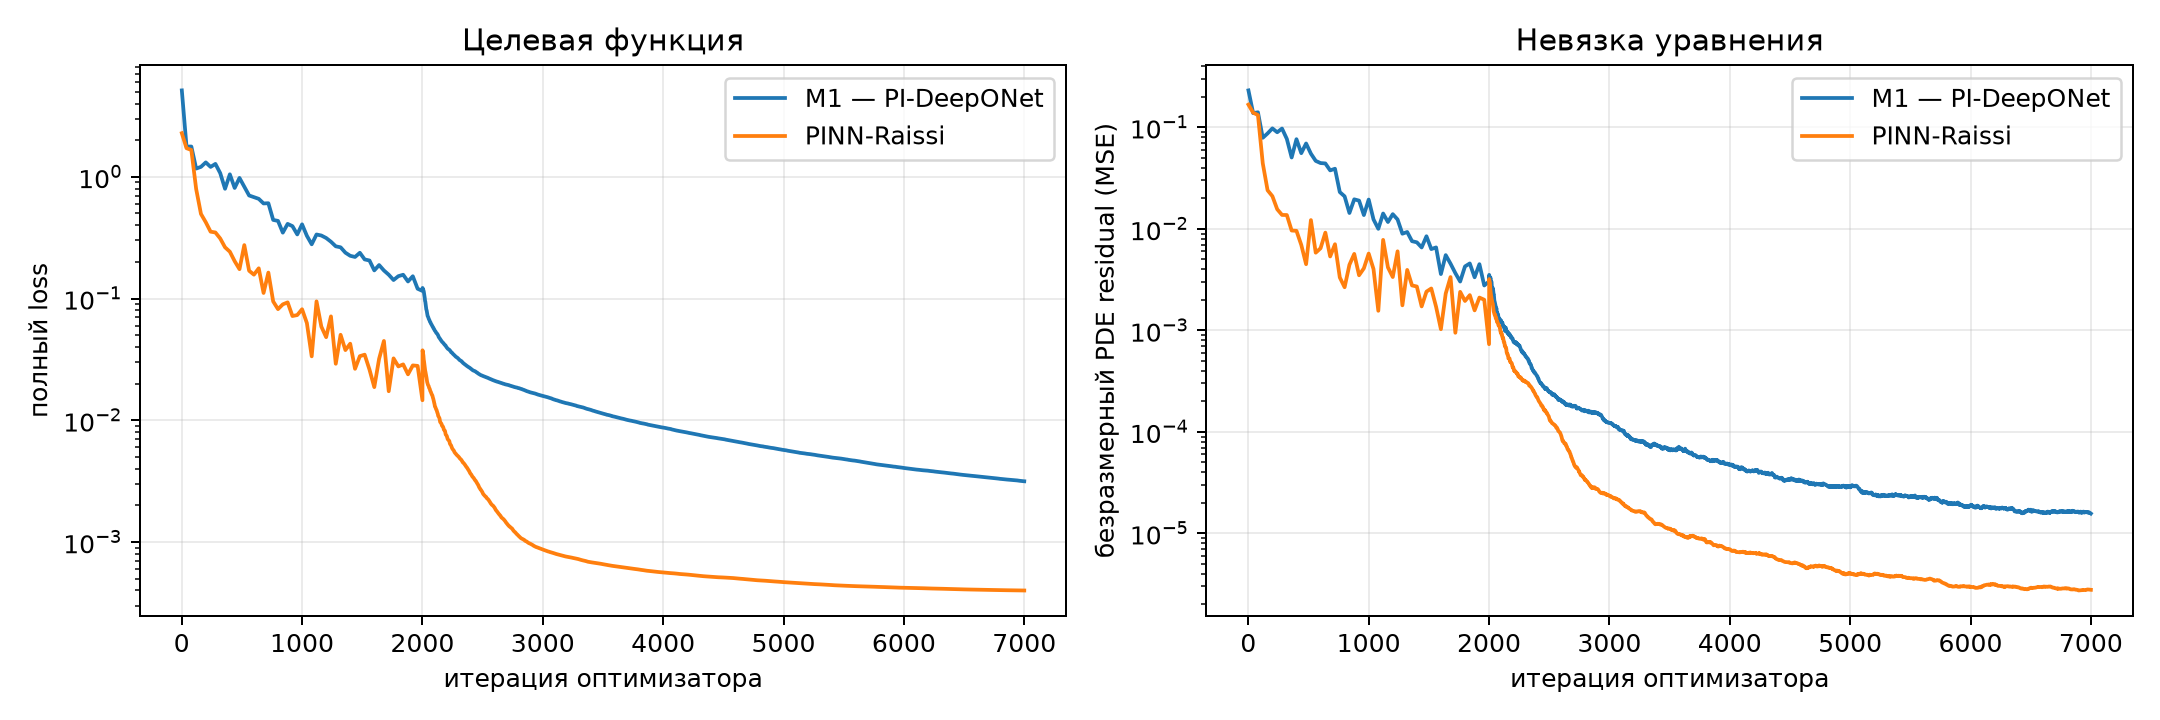 Целевая функция
полный loss
10⁰
10⁻¹
10⁻²
10⁻³
0 1000 2000 3000 4000 5000 6000 7000
итерация оптимизатора
M1 — PI-DeepONet
PINN-Raissi
Невязка уравнения
безразмерный PDE residual (MSE)
10⁻¹
10⁻²
10⁻³
10⁻⁴
10⁻⁵
0 1000 2000 3000 4000 5000 6000 7000
итерация оптимизатора
M1 — PI-DeepONet
PINN-Raissi